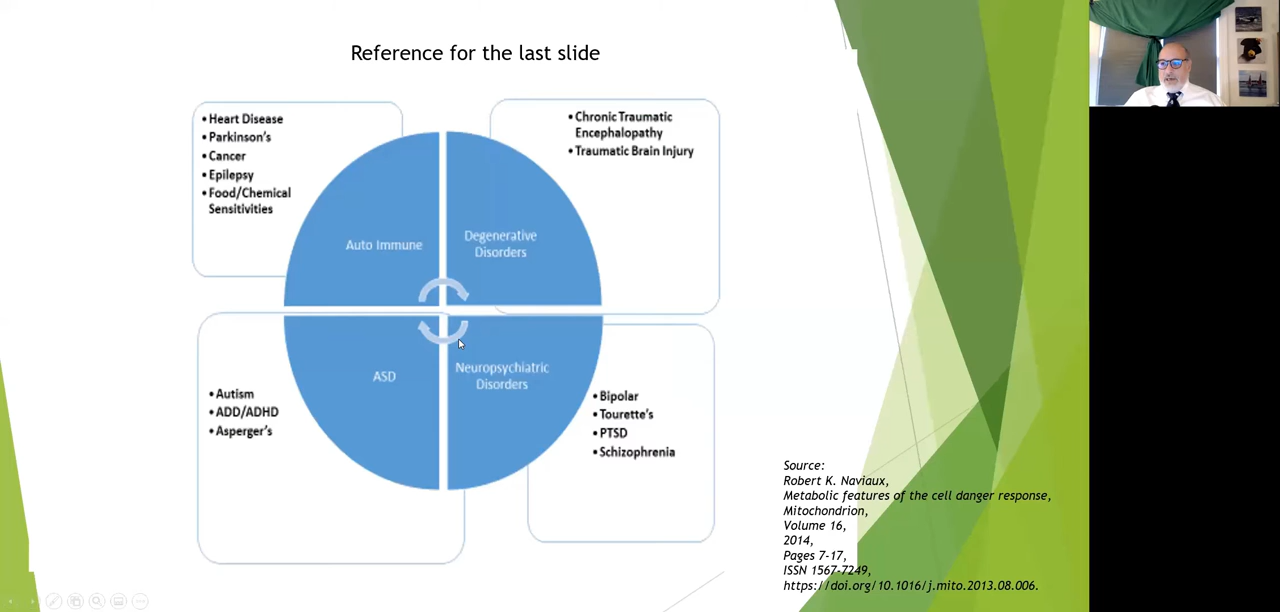 Reference for the last slide
• Heart Disease
• Parkinson's
• Cancer
• Epilepsy
• Food/Chemical
Sensitivities
• Chronic Traumatic
Encephalopathy
• Traumatic Brain Injury
Auto Immune
Degenerative
Disorders
ASD
Neuropsychiatric
Disorders
• Autism
• ADD/ADHD
• Asperger's
• Bipolar
• Tourette's
• PTSD
• Schizophrenia
Source:
Robert K. Naviaux,
Metabolic features of the cell danger response,
Mitochondrion,
Volume 16,
2014,
Pages 7-17,
ISSN 1567-7249,
https://doi.org/10.1016/j.mito.2013.08.006.